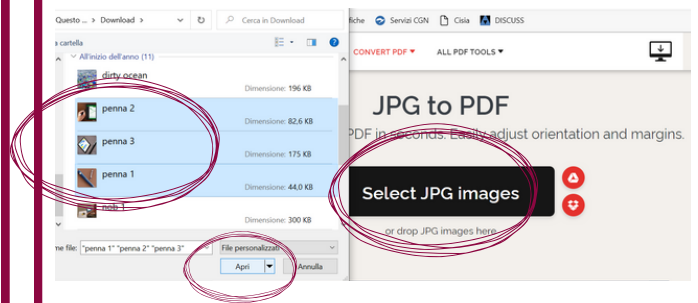 Questo ... > Download >
Cerca in Download
a cartella
All'inizio dell'anno (11)
dirty ocean
Dimensione: 196 KB
penna 2
Dimensione: 82,6 KB
penna 3
Dimensione: 175 KB
penna 1
Dimensione: 44,0 KB
Dimensione: 300 KB
me file: "penna 1" "penna 2" "penna 3"
File personalizzati
Apri
Annulla
fiche
Servizi CGN
Cisia
DISCUSS
CONVERT PDF
ALL PDF TOOLS
JPG to PDF
PDF in seconds. Easily adjust orientation and margins.
Select JPG images
or drop JPG images here